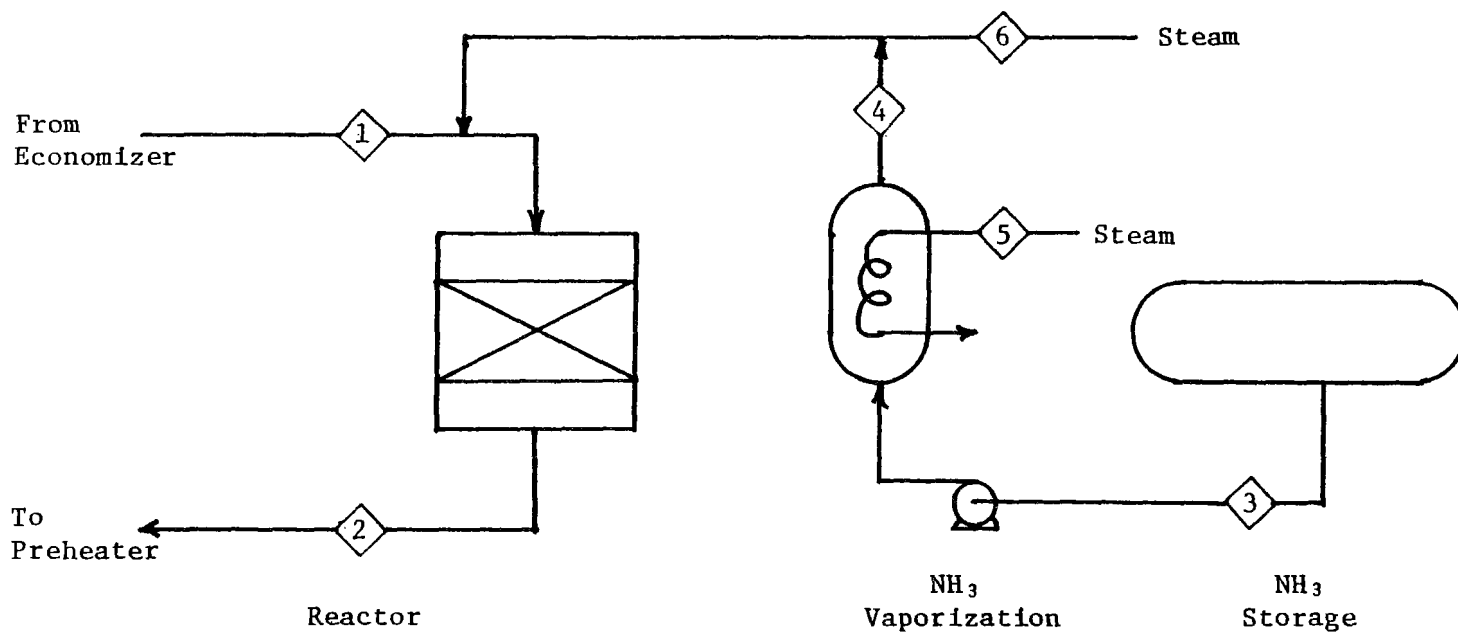 6
Steam
4
From
Economizer
1
5
Steam
To
Preheater
2
3
NH₃
Vaporization
NH₃
Storage
Reactor